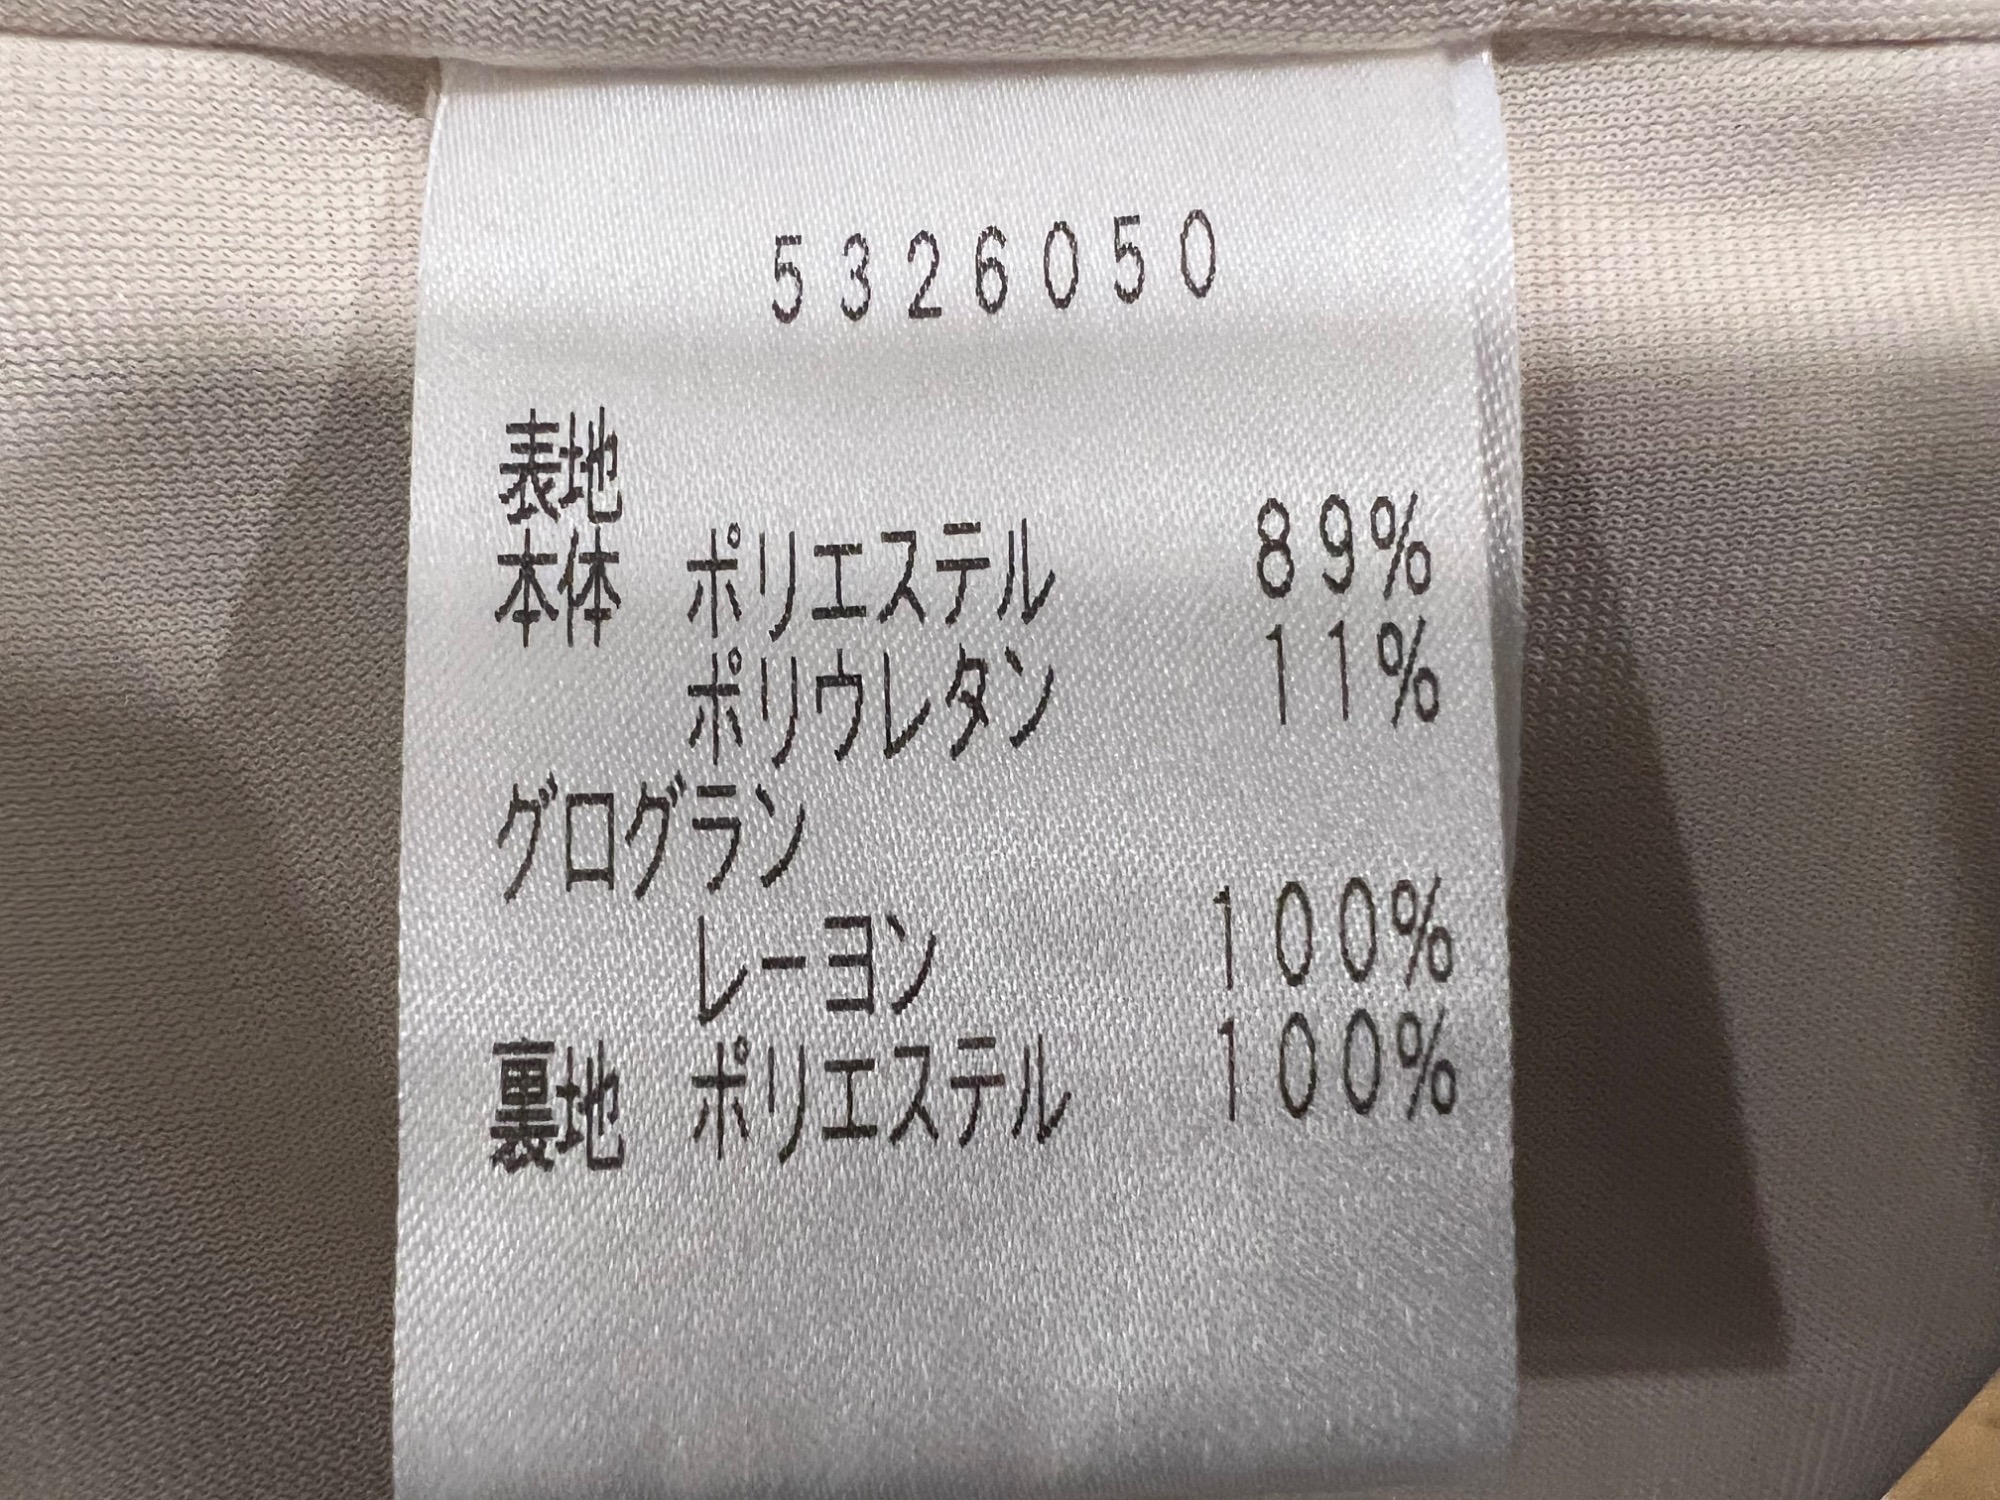 5326050
表地
本体 ポリエステル 89%
ポリウレタン 11%
グログラン
レーヨン 100%
裏地 ポリエステル 100%